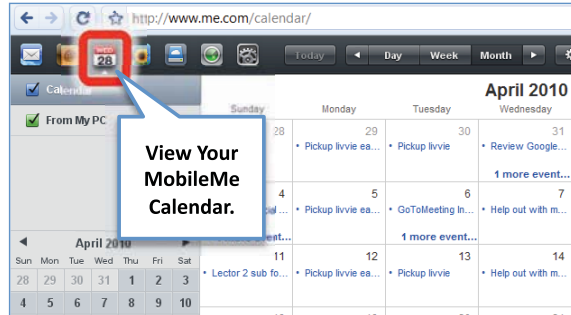 http://www.me.com/calendar/
WED
28
Today
Day
Week
Month
Calendar
From My PC
View Your
MobileMe
Calendar.
April 2010
Sunday
Monday
Tuesday
Wednesday
28
29
30
31
• Pickup livvie ea...
• Pickup livvie
• Review Google...
1 more event...
4
5
6
7
• Pickup livvie ea...
• GoToMeeting In...
• Help out with m...
1 more event...
11
12
13
14
• Lector 2 sub fo...
• Pickup livvie ea...
• Pickup livvie
• Help out with m...
April 2010
Sun Mon Tue Wed Thu Fri Sat
28 29 30 31 1 2 3
4 5 6 7 8 9 10